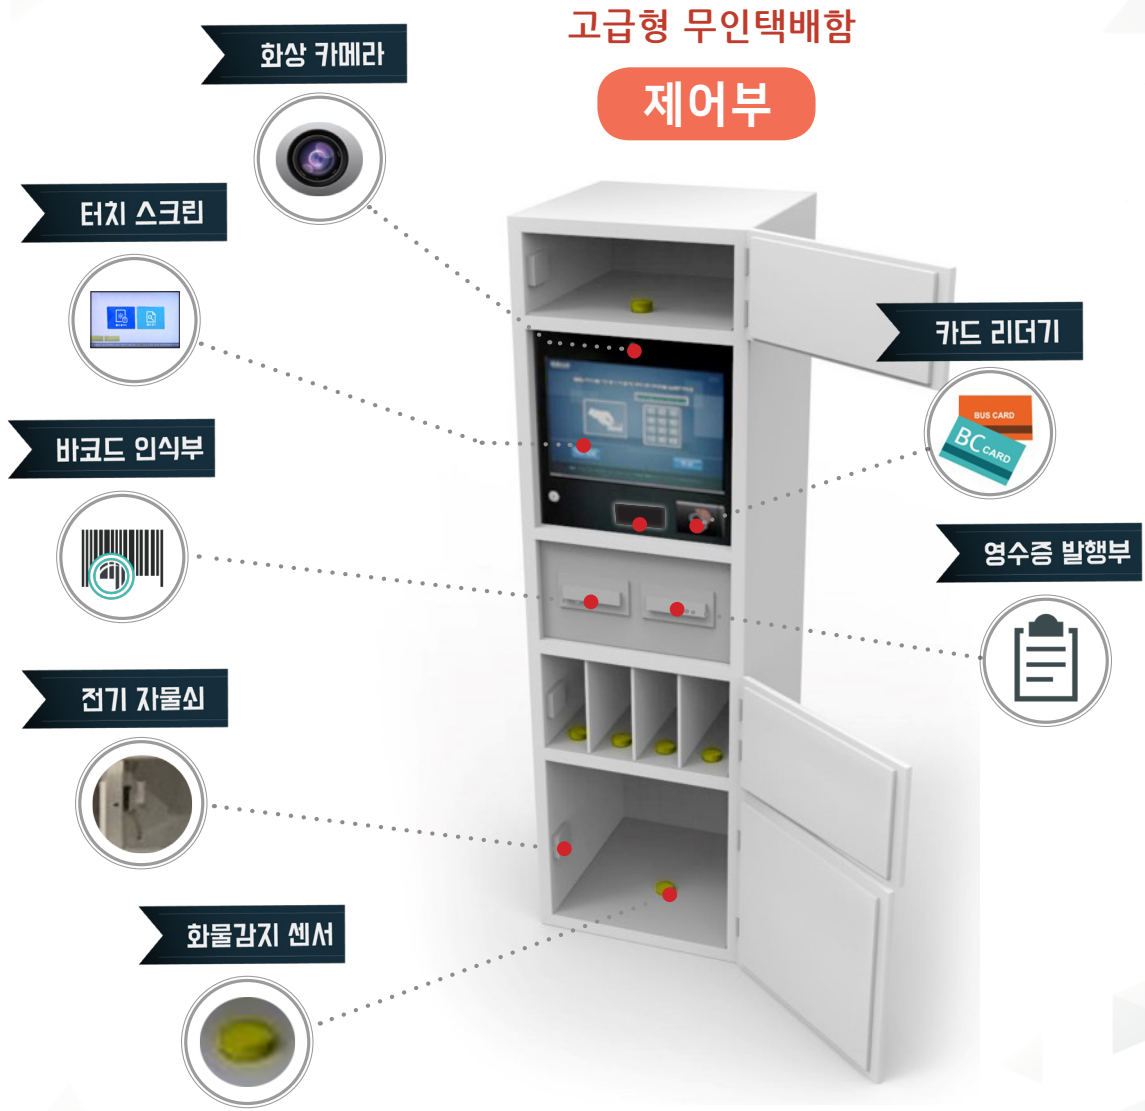 고급형 무인택배함
제어부
화상 카메라
터치 스크린
바코드 인식부
전기 자물쇠
화물감지 센서
카드 리더기
BUS CARD
BC CARD
영수증 발행부